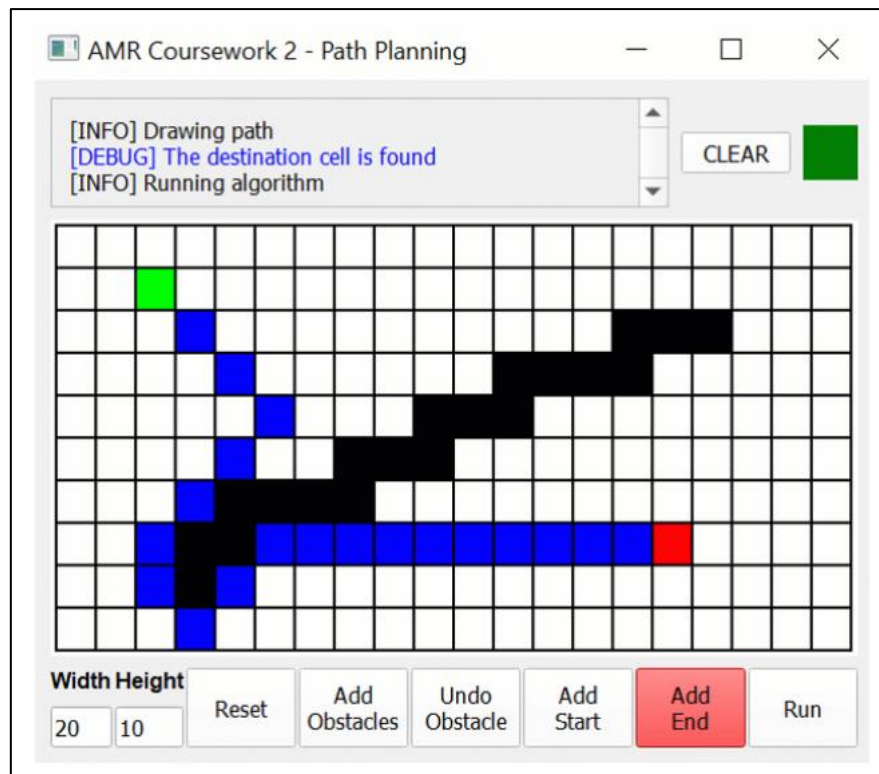 AMR Coursework 2 - Path Planning
[INFO] Drawing path
[DEBUG] The destination cell is found
[INFO] Running algorithm
CLEAR
Width Height
20 10
Reset
Add
Obstacles
Undo
Obstacle
Add
Start
Add
End
Run